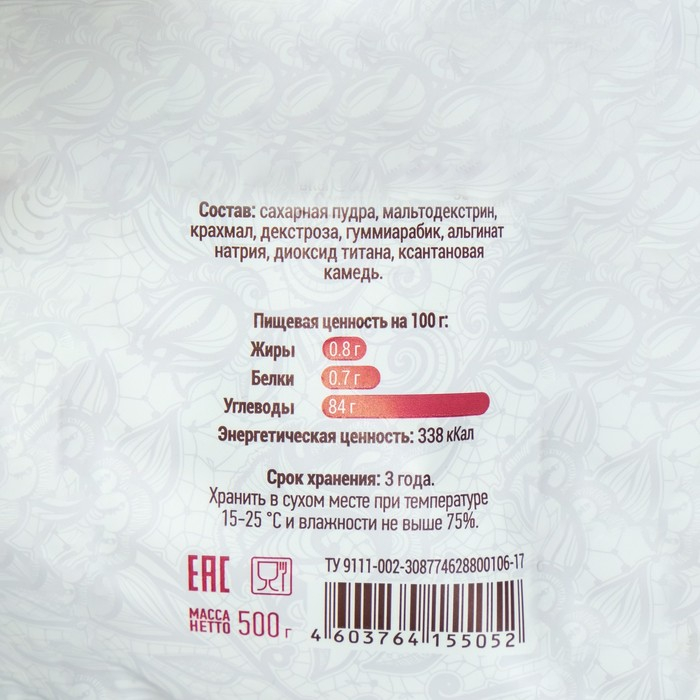 Состав: сахарная пудра, мальтодекстрин,
крахмал, декстроза, гуммиарабик, альгинат
натрия, диоксид титана, ксантановая
камедь.
Пищевая ценность на 100 г:
Жиры 0.8 г
Белки 0.7 г
Углеводы 84 г
Энергетическая ценность: 338 кКал
Срок хранения: 3 года.
Хранить в сухом месте при температуре
15-25 °C и влажности не выше 75%.
ЕАС
ТУ 9111-002-308774628800106-17
МАССА
НЕТТО 500 г
4 603764 155052